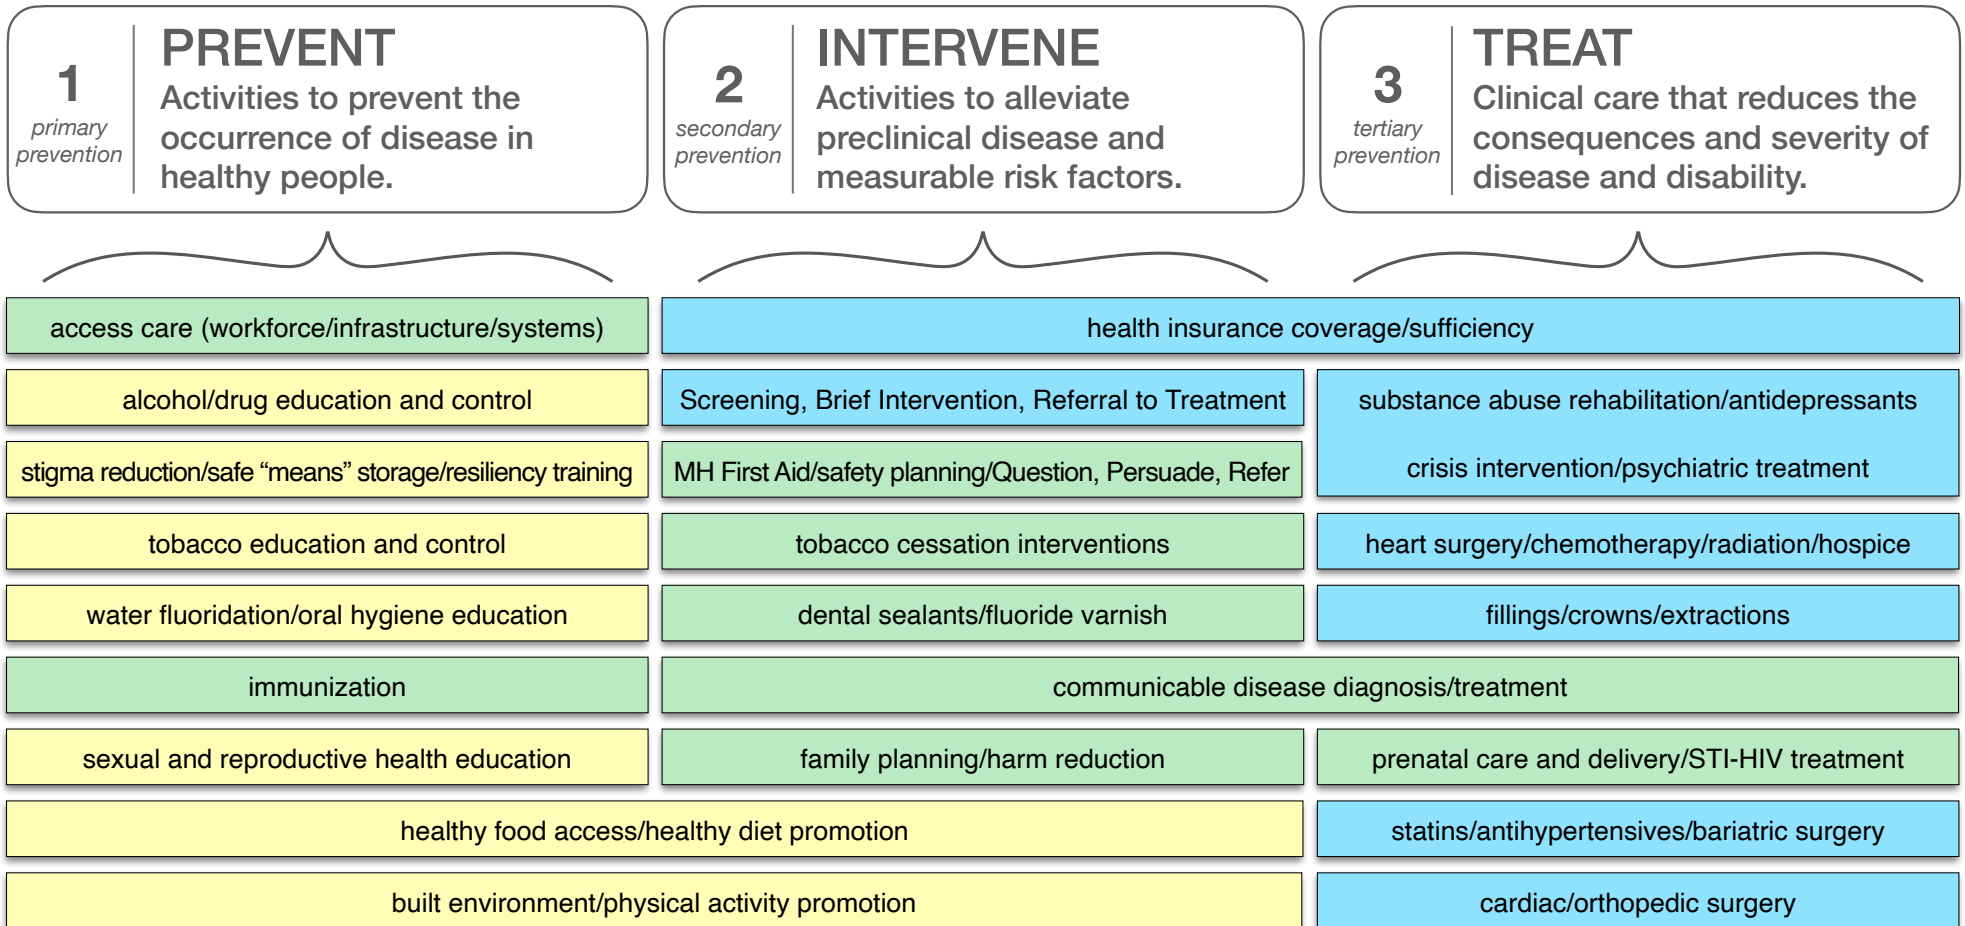 1
primary
prevention
PREVENT
Activities to prevent the
occurrence of disease in
healthy people.
2
secondary
prevention
INTERVENE
Activities to alleviate
preclinical disease and
measurable risk factors.
3
tertiary
prevention
TREAT
Clinical care that reduces the
consequences and severity of
disease and disability.
access care (workforce/infrastructure/systems)
health insurance coverage/sufficiency
alcohol/drug education and control
Screening, Brief Intervention, Referral to Treatment
substance abuse rehabilitation/antidepressants
stigma reduction/safe “means” storage/resiliency training
MH First Aid/safety planning/Question, Persuade, Refer
crisis intervention/psychiatric treatment
tobacco education and control
tobacco cessation interventions
heart surgery/chemotherapy/radiation/hospice
water fluoridation/oral hygiene education
dental sealants/fluoride varnish
fillings/crowns/extractions
immunization
communicable disease diagnosis/treatment
sexual and reproductive health education
family planning/harm reduction
prenatal care and delivery/STI-HIV treatment
healthy food access/healthy diet promotion
statins/antihypertensives/bariatric surgery
built environment/physical activity promotion
cardiac/orthopedic surgery